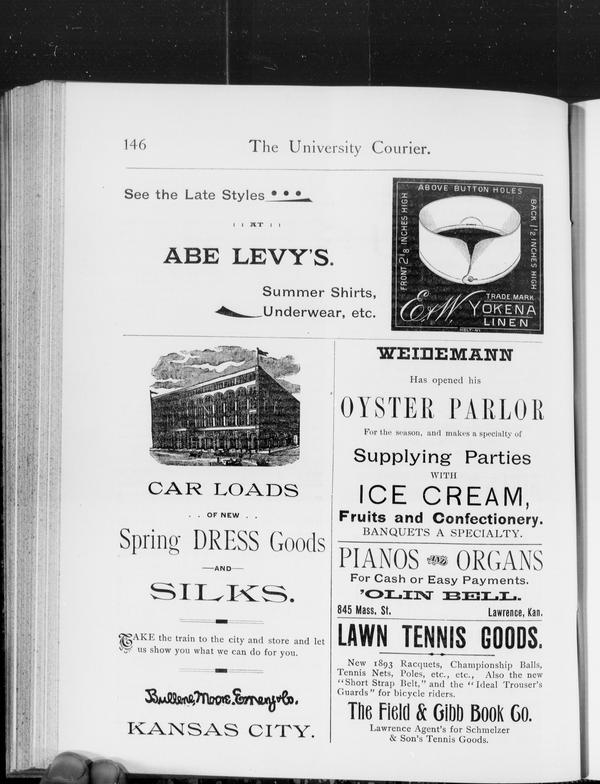 146
The University Courier.
See the Late Styles
AT
ABE LEVY'S.
Summer Shirts,
Underwear, etc.
ABOVE BUTTON HOLES
FRONT 2 1/8 INCHES HIGH
BACK 1 1/2 INCHES HIGH
E & W
TRADE MARK
YOKENA
LINEN
CAR LOADS
. . OF NEW . .
Spring DRESS Goods
—AND—
SILKS.
TAKE the train to the city and store and let
us show you what we can do for you.
Bullene, Moore, Emery & Co.
KANSAS CITY.
WEIDEMANN
Has opened his
OYSTER PARLOR
For the season, and makes a specialty of
Supplying Parties
WITH
ICE CREAM,
Fruits and Confectionery.
BANQUETS A SPECIALTY.
PIANOS AND ORGANS
For Cash or Easy Payments.
'OLIN BELL.
845 Mass, St. Lawrence, Kan.
LAWN TENNIS GOODS.
New 1893 Racquets, Championship Balls,
Tennis Nets, Poles, etc., etc., Also the new
"Short Strap Belt," and the "Ideal Trouser's
Guards" for bicycle riders.
The Field & Gibb Book Co.
Lawrence Agent's for Schmelzer
& Son's Tennis Goods.